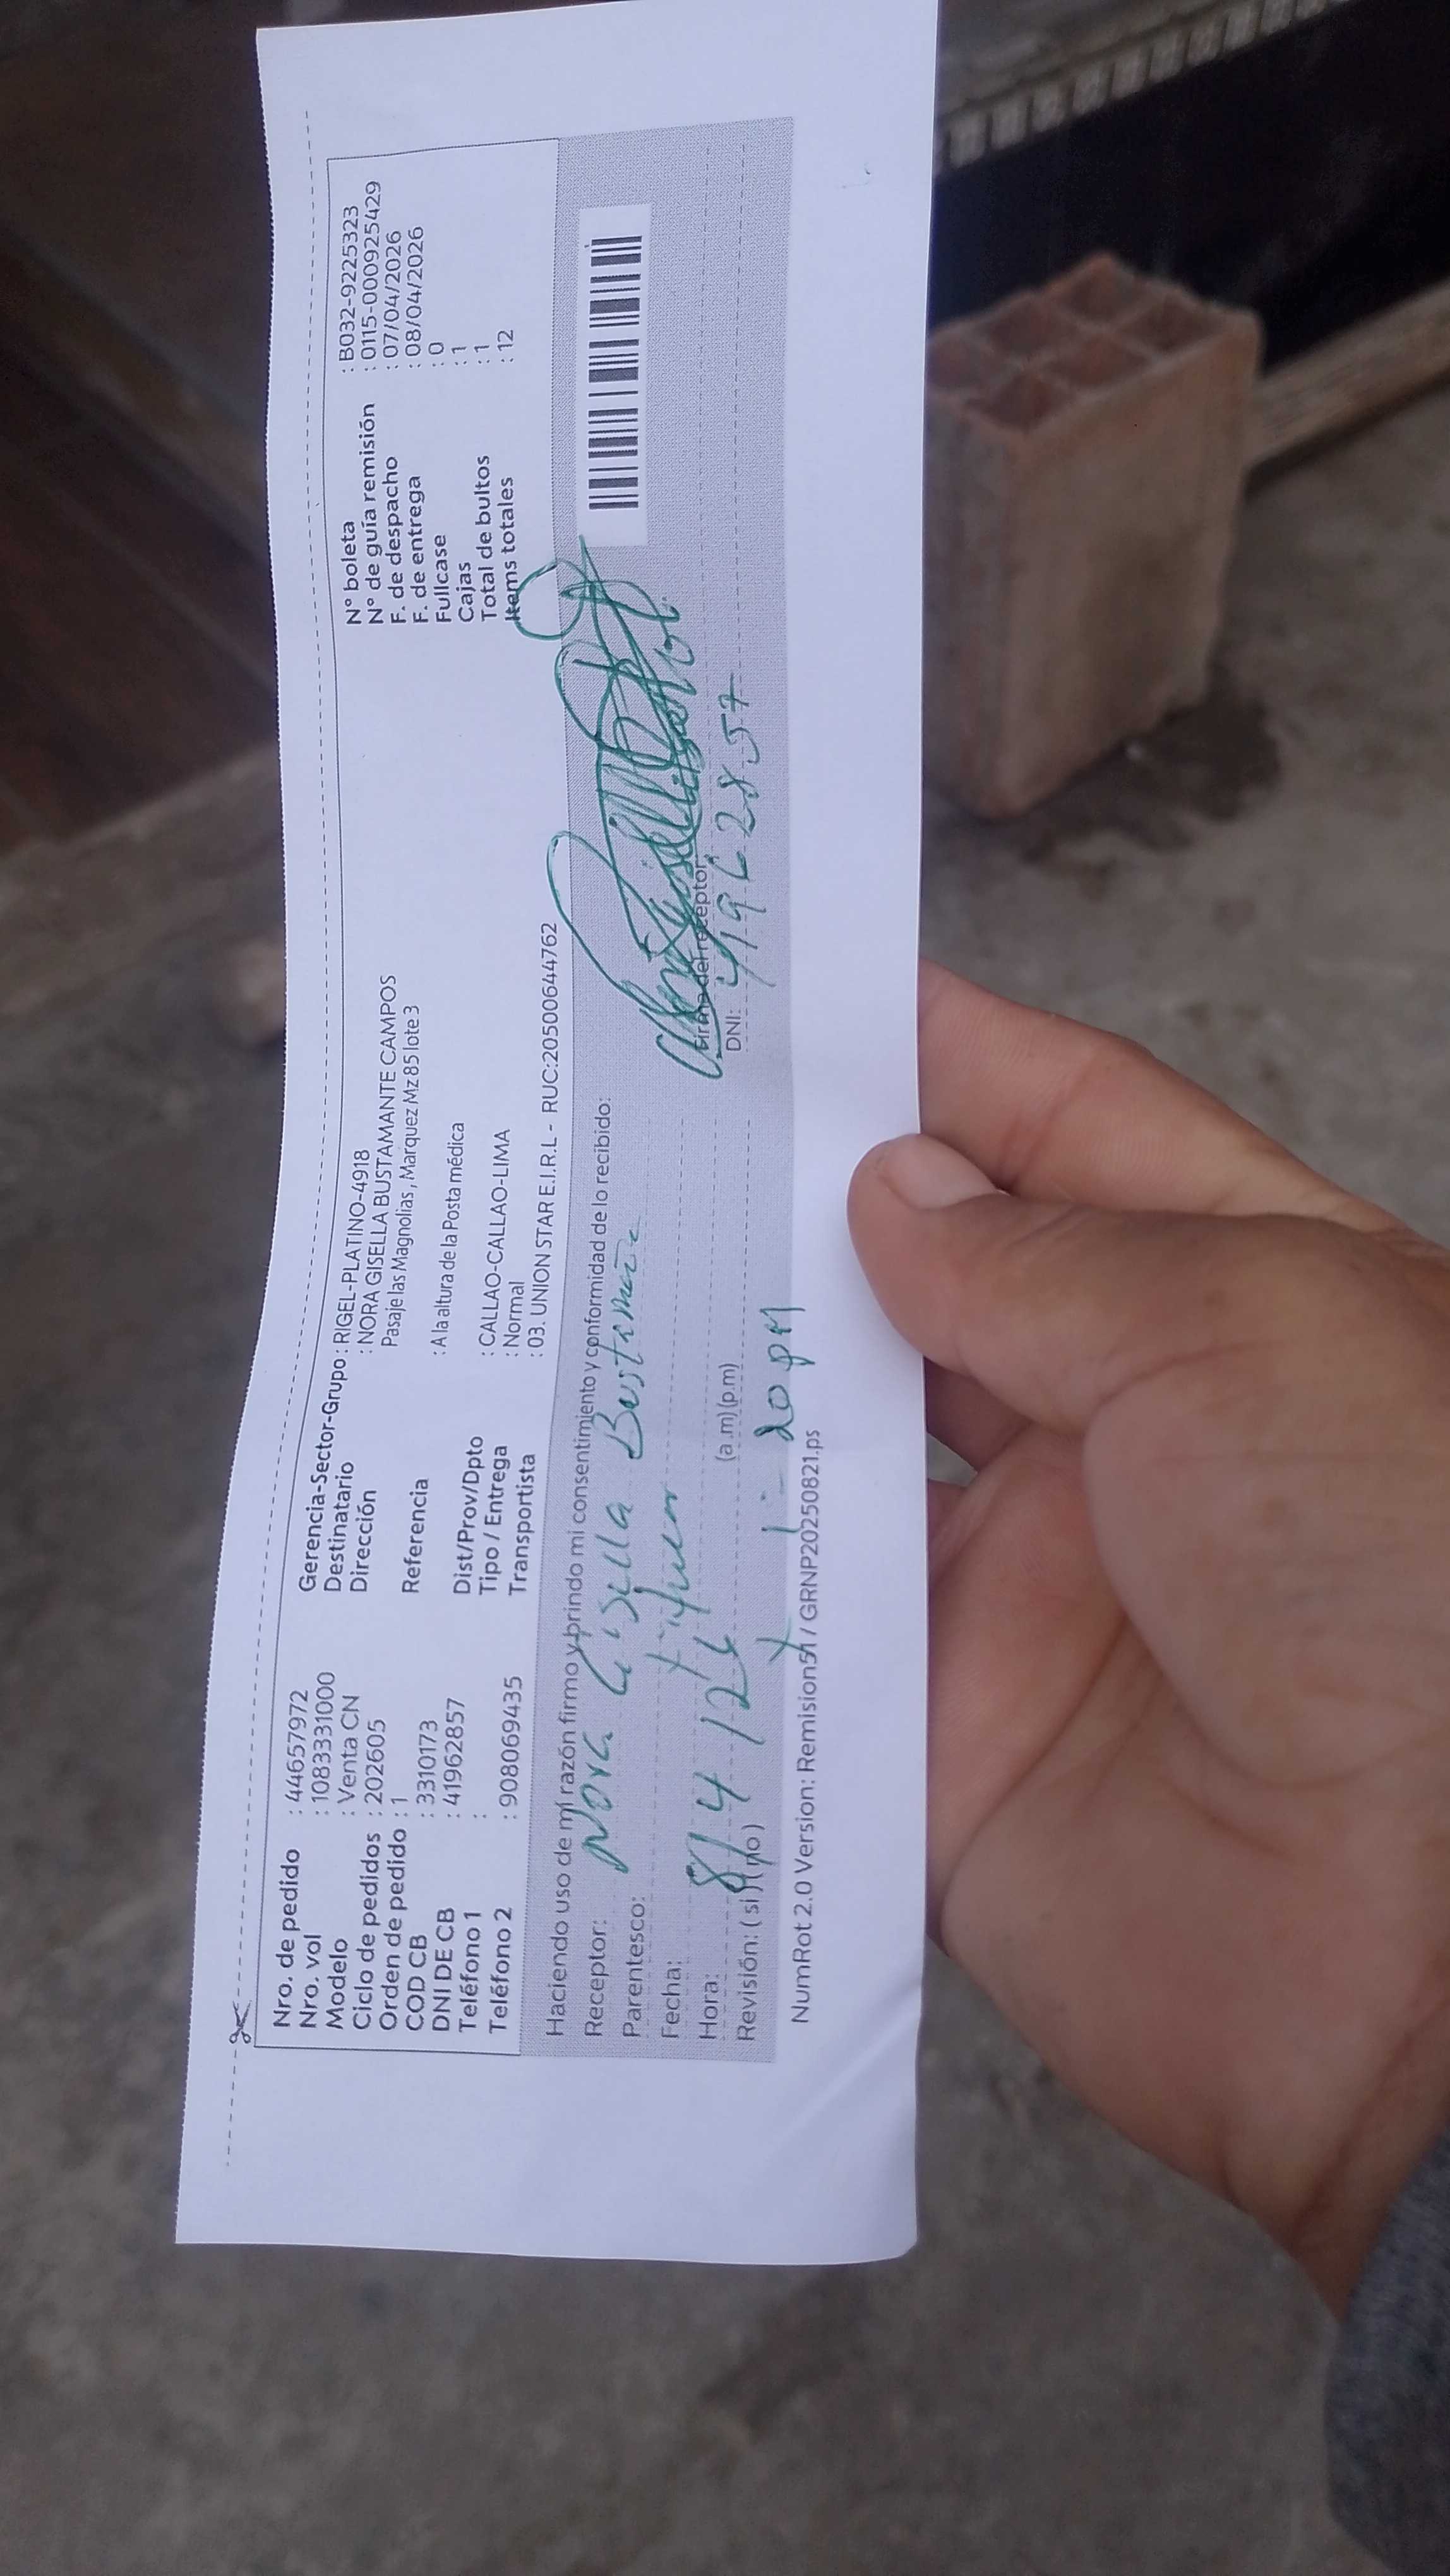 Nro. de pedido : 44657972
Nro. vol : 1083331000
Modelo : Venta CN
Ciclo de pedidos : 202605
Orden de pedido : 1
COD CB : 3310173
DNI DE CB : 41962857
Teléfono 1 :
Teléfono 2 : 908069435
Gerencia-Sector-Grupo : RIGEL-PLATINO-4918
Destinatario : NORA GISELLA BUSTAMANTE CAMPOS
Dirección Pasaje las Magnolias , Marquez Mz 85 lote 3
Referencia : A la altura de la Posta médica
Dist/Prov/Dpto : CALLAO-CALLAO-LIMA
Tipo / Entrega : Normal
Transportista : 03. UNION STAR E.I.R.L - RUC:20500644762
N° boleta : B032-9225323
N° de guía remisión : 0115-0000925429
F. de despacho : 07/04/2026
F. de entrega : 08/04/2026
Fullcase : 0
Cajas : 1
Total de bultos : 1
Items totales : 12
Haciendo uso de mi razón firmo y brindo mi consentimiento y conformidad de lo recibido:
Receptor: Nora Gisella Bustamante
Parentesco: Titular
Fecha: 8/4/26
Hora: (a.m) (p.m)
Revisión: ( si ) ( no ) 1-20 pm
Firma del receptor
DNI: 41962857
NumRot 2.0 Version: Remision51 / GRNP20250821.ps